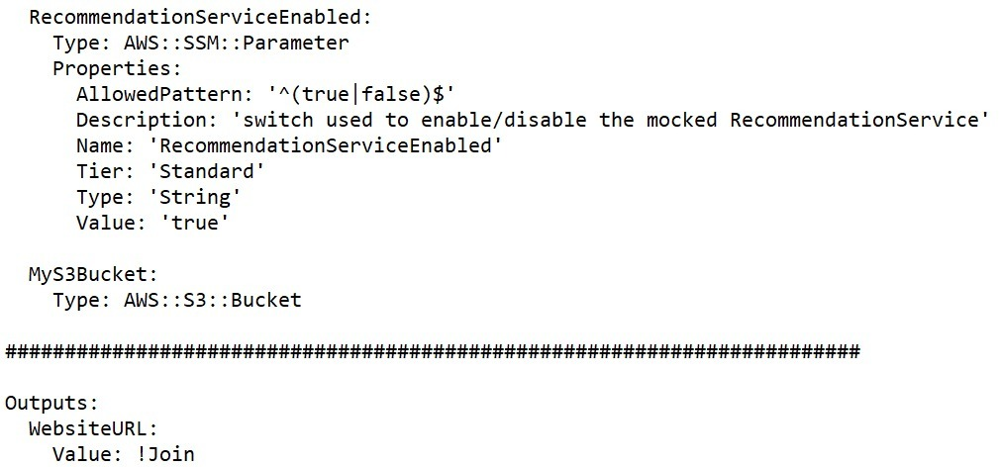 RecommendationServiceEnabled:
Type: AWS::SSM::Parameter
Properties:
AllowedPattern: '^(true|false)$'
Description: 'switch used to enable/disable the mocked RecommendationService'
Name: 'RecommendationServiceEnabled'
Tier: 'Standard'
Type: 'String'
Value: 'true'
MyS3Bucket:
Type: AWS::S3::Bucket
########################################################################
Outputs:
WebsiteURL:
Value: !Join